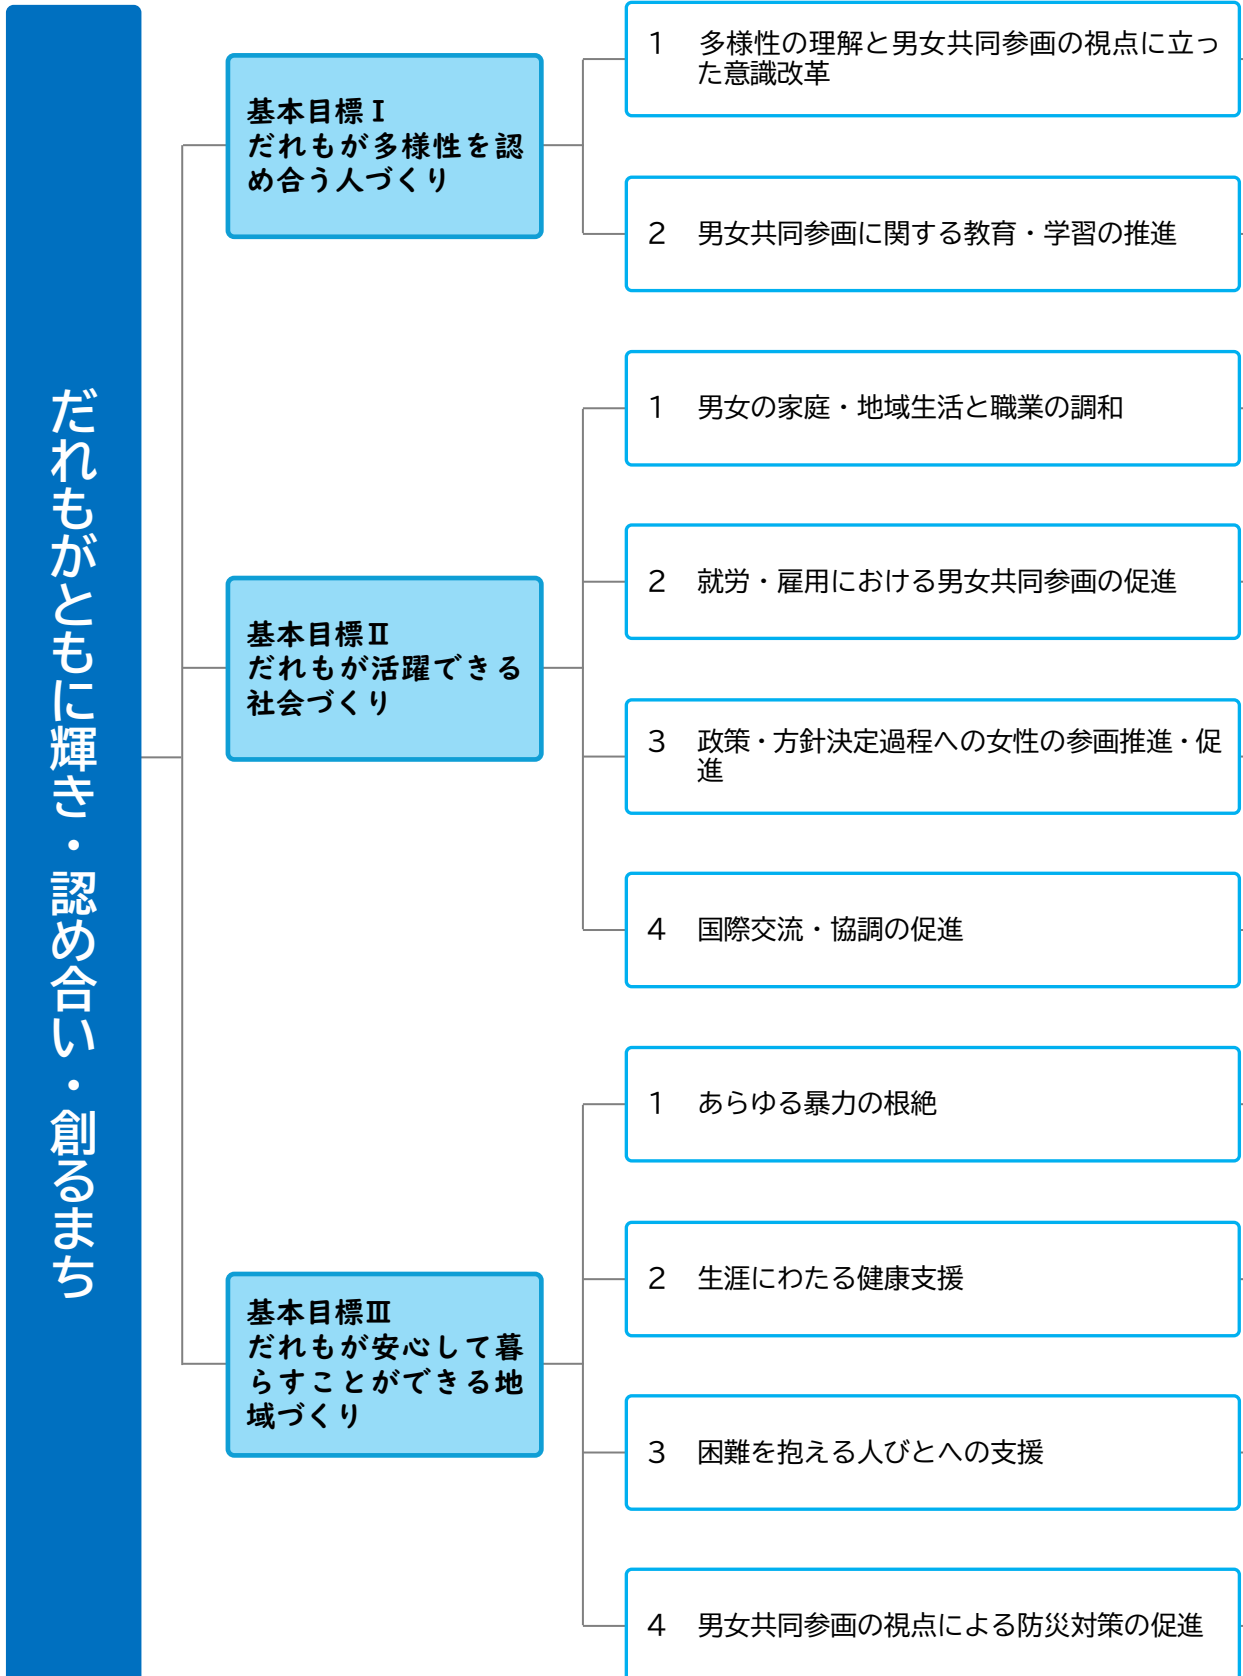 だれもがともに輝き・認め合い・創るまち
基本目標Ⅰ
だれもが多様性を認
め合う人づくり
1 多様性の理解と男女共同参画の視点に立っ
た意識改革
2 男女共同参画に関する教育・学習の推進
基本目標Ⅱ
だれもが活躍できる
社会づくり
1 男女の家庭・地域生活と職業の調和
2 就労・雇用における男女共同参画の促進
3 政策・方針決定過程への女性の参画推進・促
進
4 国際交流・協調の促進
基本目標Ⅲ
だれもが安心して暮
らすことができる地
域づくり
1 あらゆる暴力の根絶
2 生涯にわたる健康支援
3 困難を抱える人びとへの支援
4 男女共同参画の視点による防災対策の促進